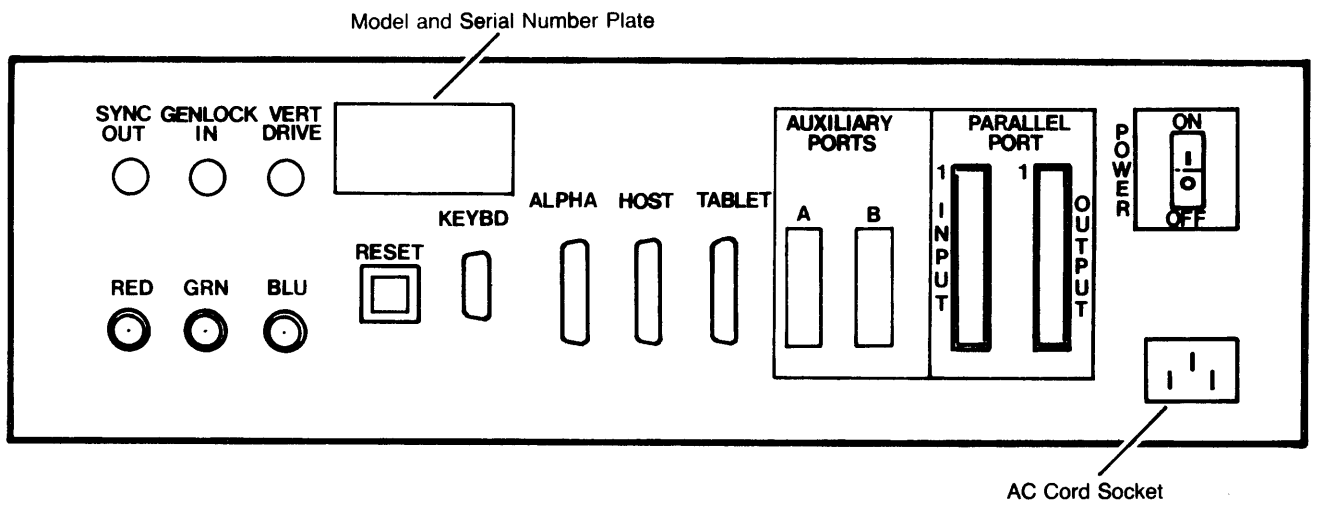 Model and Serial Number Plate
SYNC OUT
GENLOCK IN
VERT DRIVE
AUXILIARY PORTS
PARALLEL PORT
POWER
ON
OFF
1
1
INPUT
OUTPUT
A
B
KEYBD
ALPHA
HOST
TABLET
RESET
RED
GRN
BLU
AC Cord Socket